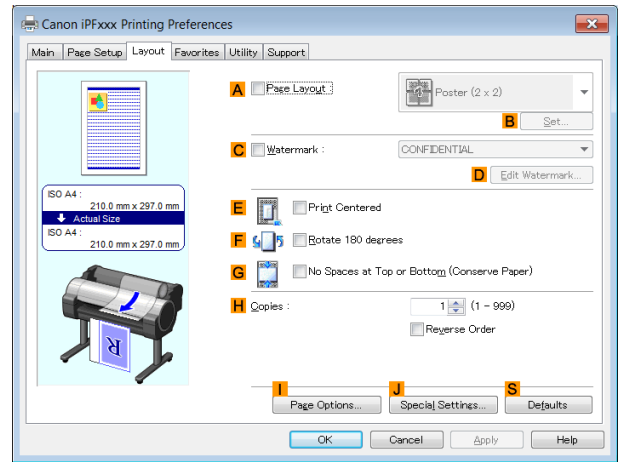 Canon iPFxxx Printing Preferences
Main Page Setup Layout Favorites Utility Support
A Page Layout :
Poster (2 x 2)
B Set...
C Watermark :
CONFIDENTIAL
D Edit Watermark...
ISO A4 :
210.0 mm x 297.0 mm
Actual Size
ISO A4 :
210.0 mm x 297.0 mm
E Print Centered
F Rotate 180 degrees
G No Spaces at Top or Bottom (Conserve Paper)
H Copies :
1 (1 - 999)
Reverse Order
R
I Page Options...
J Special Settings...
S Defaults
OK Cancel Apply Help